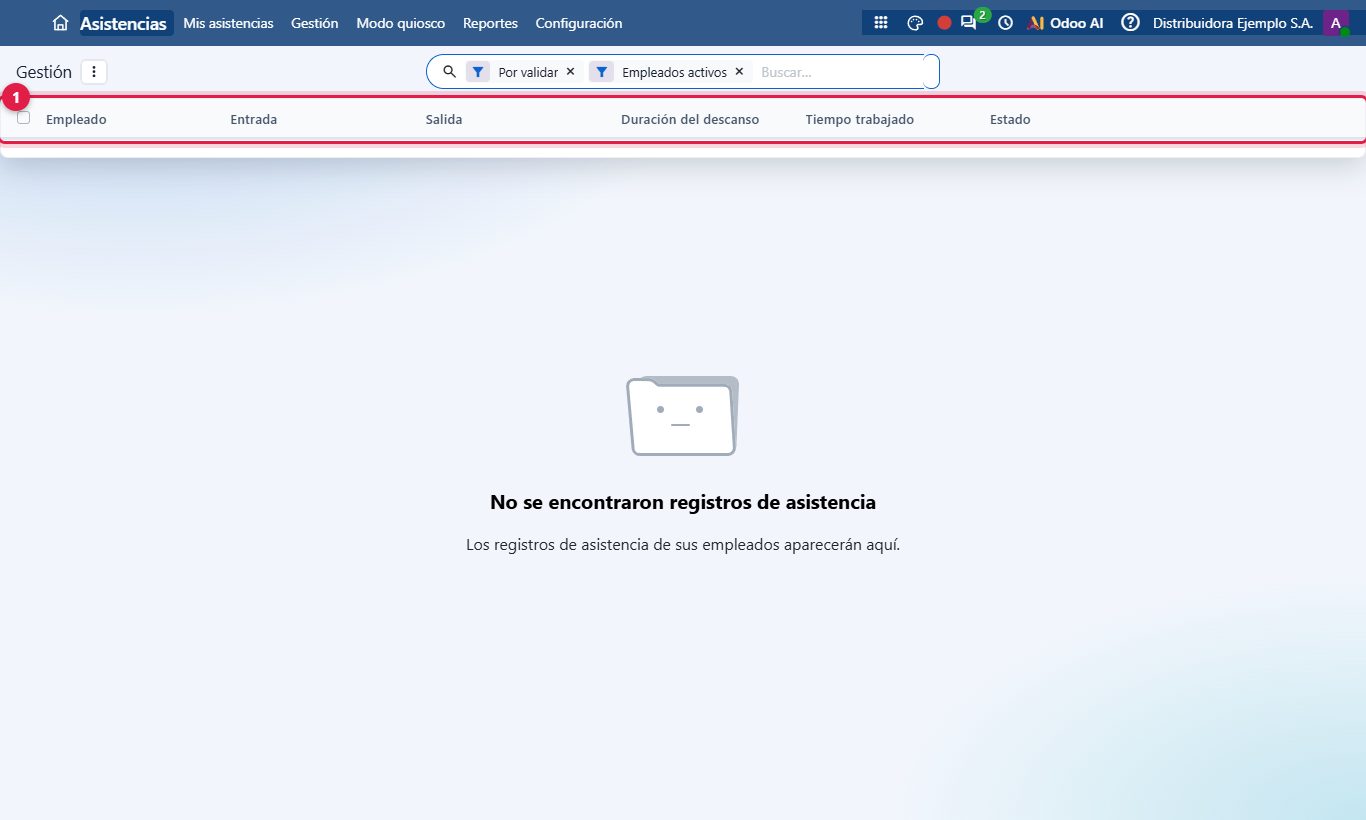 Asistencias Mis asistencias Gestión Modo quiosco Reportes Configuración 2 Odoo AI Distribuidora Ejemplo S.A. A
Gestión Por validar Empleados activos Buscar...
1
Empleado Entrada Salida Duración del descanso Tiempo trabajado Estado
No se encontraron registros de asistencia
Los registros de asistencia de sus empleados aparecerán aquí.